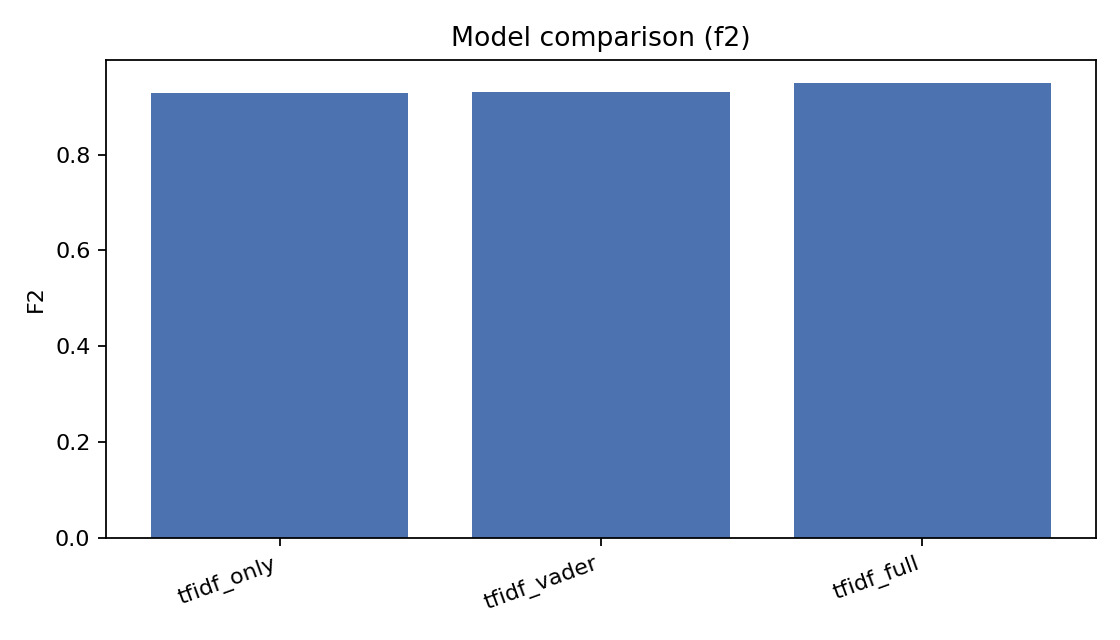 Model comparison (f2)
F2
0.8
0.6
0.4
0.2
0.0
tfidf_only
tfidf_vader
tfidf_full